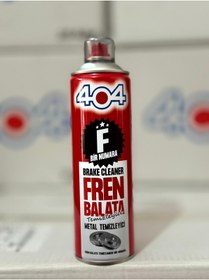 404
F
BİR NUMARA
BRAKE CLEANER
FREN
BALATA
Temizleyici
METAL TEMİZLEYİCİ